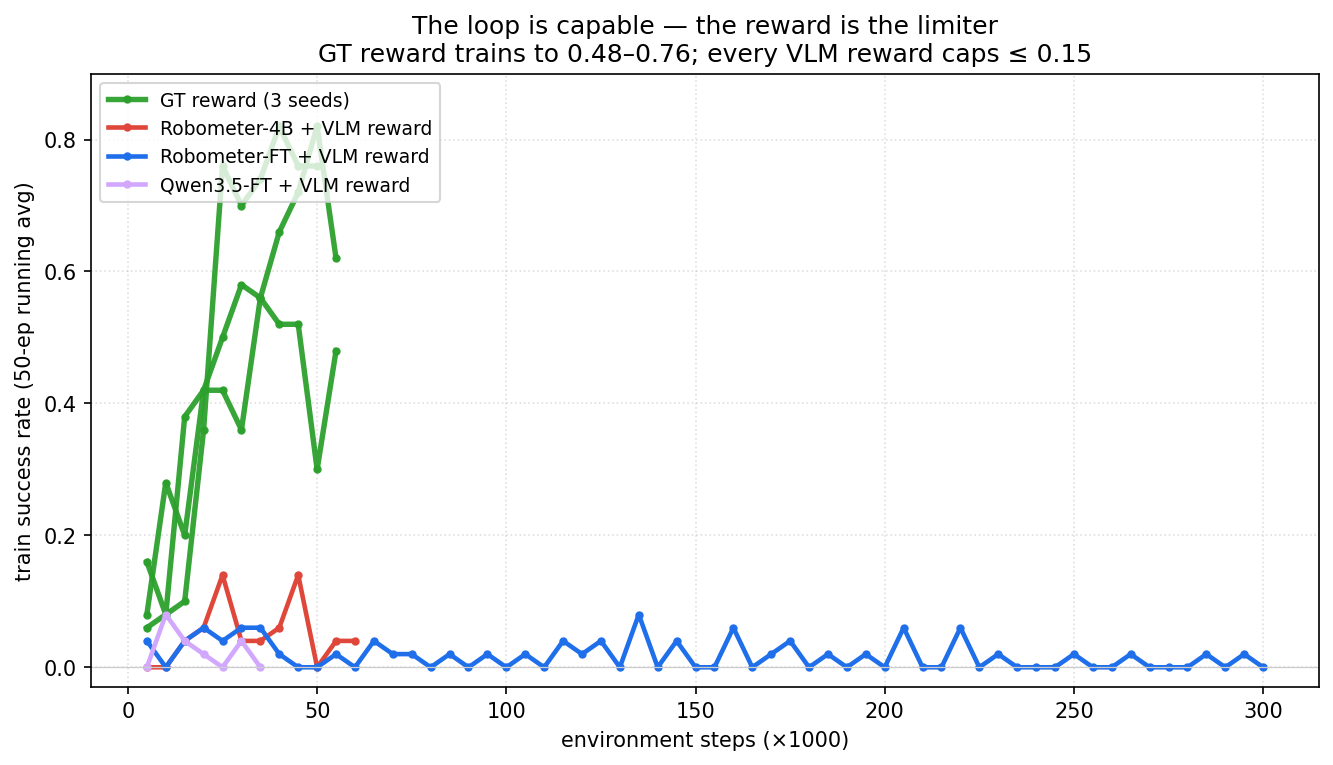 The loop is capable — the reward is the limiter
GT reward trains to 0.48–0.76; every VLM reward caps ≤ 0.15
GT reward (3 seeds)
Robometer-4B + VLM reward
Robometer-FT + VLM reward
Qwen3.5-FT + VLM reward
train success rate (50-ep running avg)
0.8
0.6
0.4
0.2
0.0
0 50 100 150 200 250 300
environment steps (×1000)